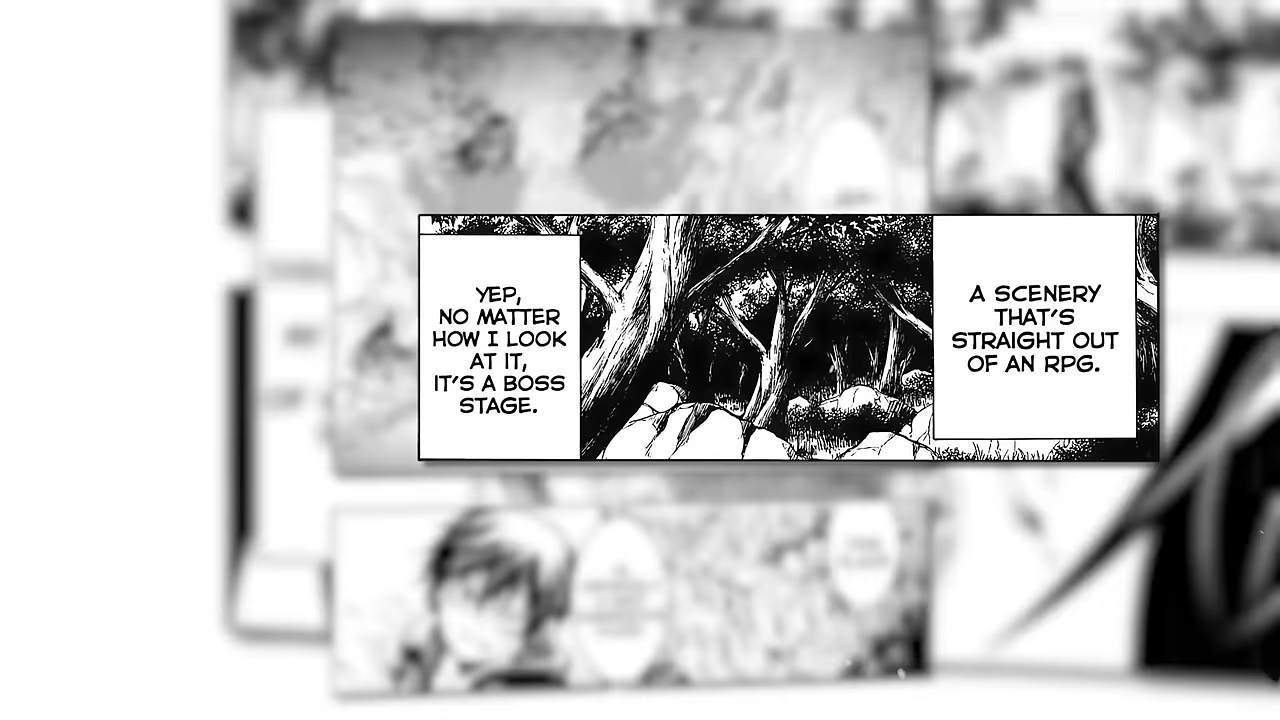 A SCENERY
THAT'S
STRAIGHT OUT
OF AN RPG.
YEP,
NO MATTER
HOW I LOOK
AT IT,
IT'S A BOSS
STAGE.